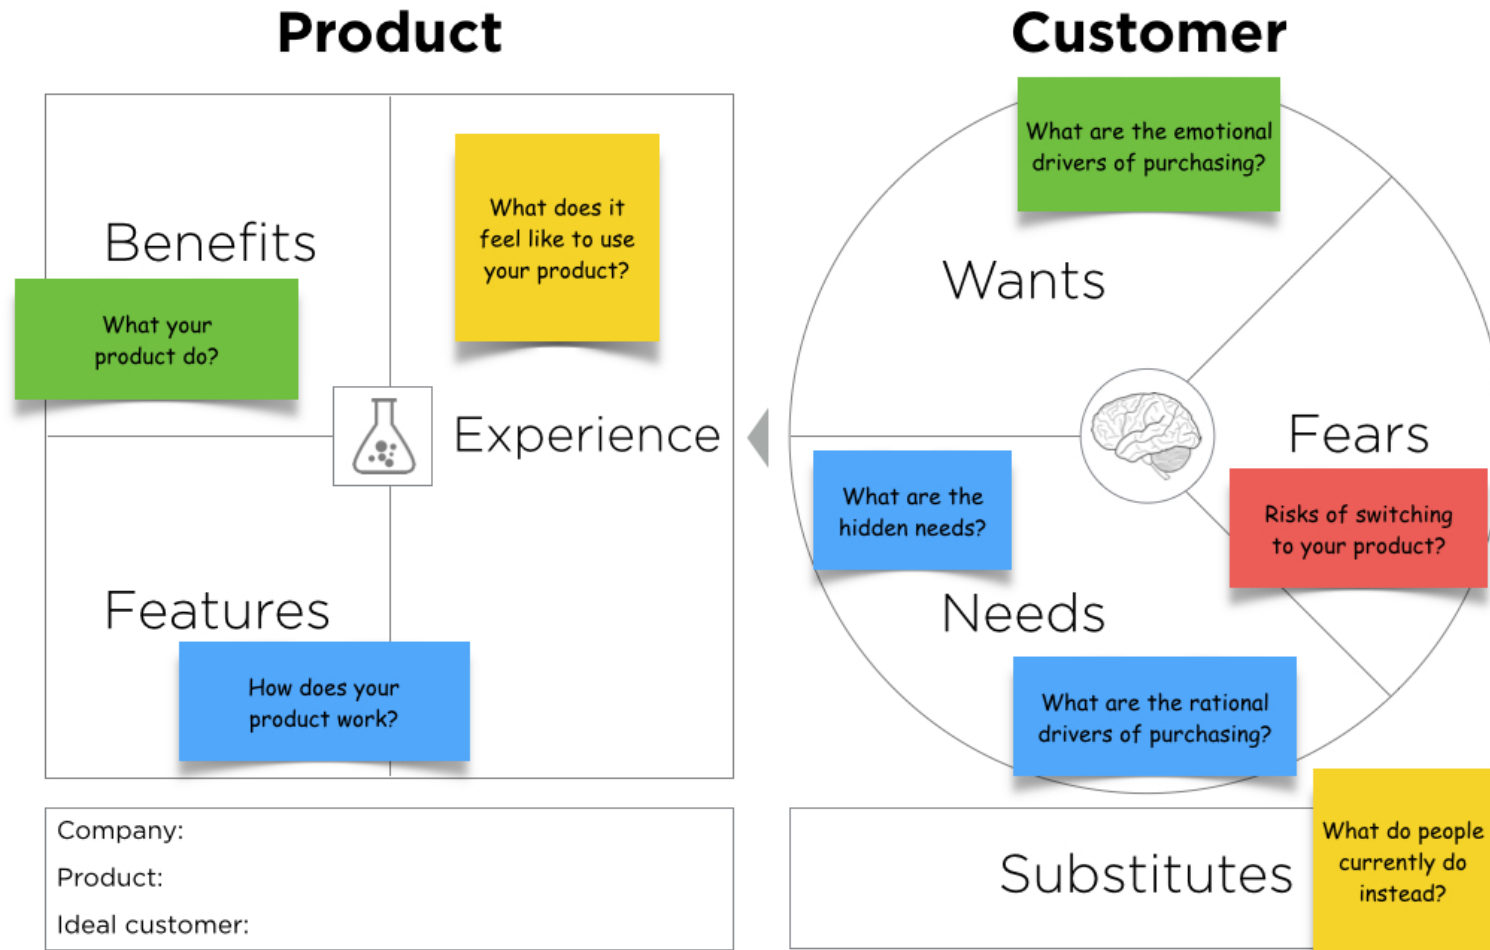 Product
Benefits
What your
product do?
What does it
feel like to use
your product?
Experience
Features
How does your
product work?
Company:
Product:
Ideal customer:
Customer
What are the emotional
drivers of purchasing?
Wants
Fears
Risks of switching
to your product?
What are the
hidden needs?
Needs
What are the rational
drivers of purchasing?
Substitutes
What do people
currently do
instead?